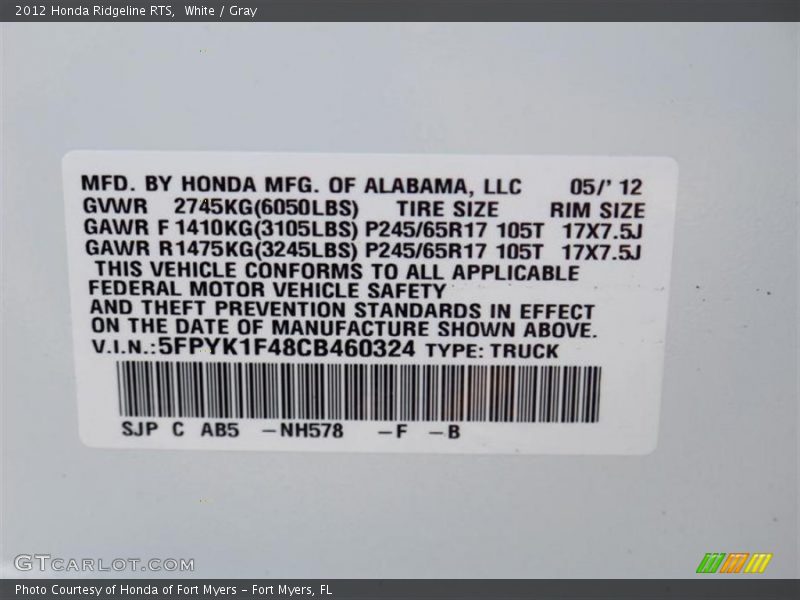 2012 Honda Ridgeline RTS, White / Gray
MFD. BY HONDA MFG. OF ALABAMA, LLC 05/' 12
GVWR 2745KG(6050LBS) TIRE SIZE RIM SIZE
GAWR F 1410KG(3105LBS) P245/65R17 105T 17X7.5J
GAWR R 1475KG(3245LBS) P245/65R17 105T 17X7.5J
THIS VEHICLE CONFORMS TO ALL APPLICABLE
FEDERAL MOTOR VEHICLE SAFETY
AND THEFT PREVENTION STANDARDS IN EFFECT
ON THE DATE OF MANUFACTURE SHOWN ABOVE.
V.I.N.:5FPYK1F48CB460324 TYPE: TRUCK
SJP C AB5 –NH578 –F –B
GTCARLOT.COM
Photo Courtesy of Honda of Fort Myers – Fort Myers, FL